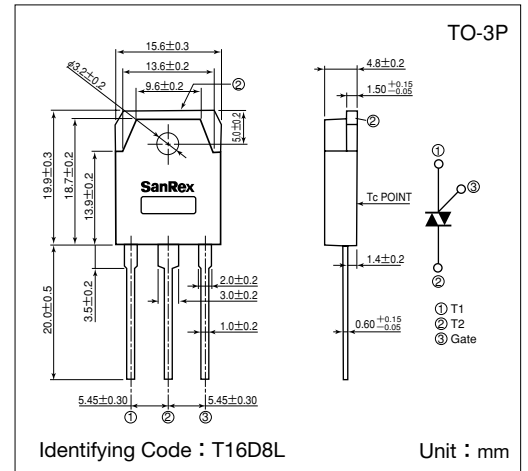 TO-3P
15.6±0.3
13.6±0.2
9.6±0.2
②
φ3.2±0.2
5.0±0.2
19.9±0.3
18.7±0.2
13.9±0.2
SanRex
20.0±0.5
3.5±0.2
2.0±0.2
3.0±0.2
1.0±0.2
5.45±0.30
5.45±0.30
① ② ③
4.8±0.2
1.50 +0.15 -0.05
②
Tc POINT
1.4±0.2
0.60 +0.15 -0.05
①
③
②
① T1
② T2
③ Gate
Identifying Code：T16D8L
Unit：mm